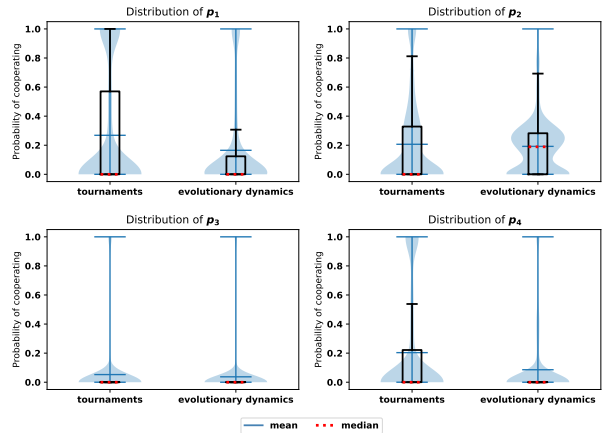 Distribution of p₁
Probability of cooperating
1.0
0.8
0.6
0.4
0.2
0.0
tournaments evolutionary dynamics
Distribution of p₂
Probability of cooperating
1.0
0.8
0.6
0.4
0.2
0.0
tournaments evolutionary dynamics
Distribution of p₃
Probability of cooperating
1.0
0.8
0.6
0.4
0.2
0.0
tournaments evolutionary dynamics
Distribution of p₄
Probability of cooperating
1.0
0.8
0.6
0.4
0.2
0.0
tournaments evolutionary dynamics
mean median